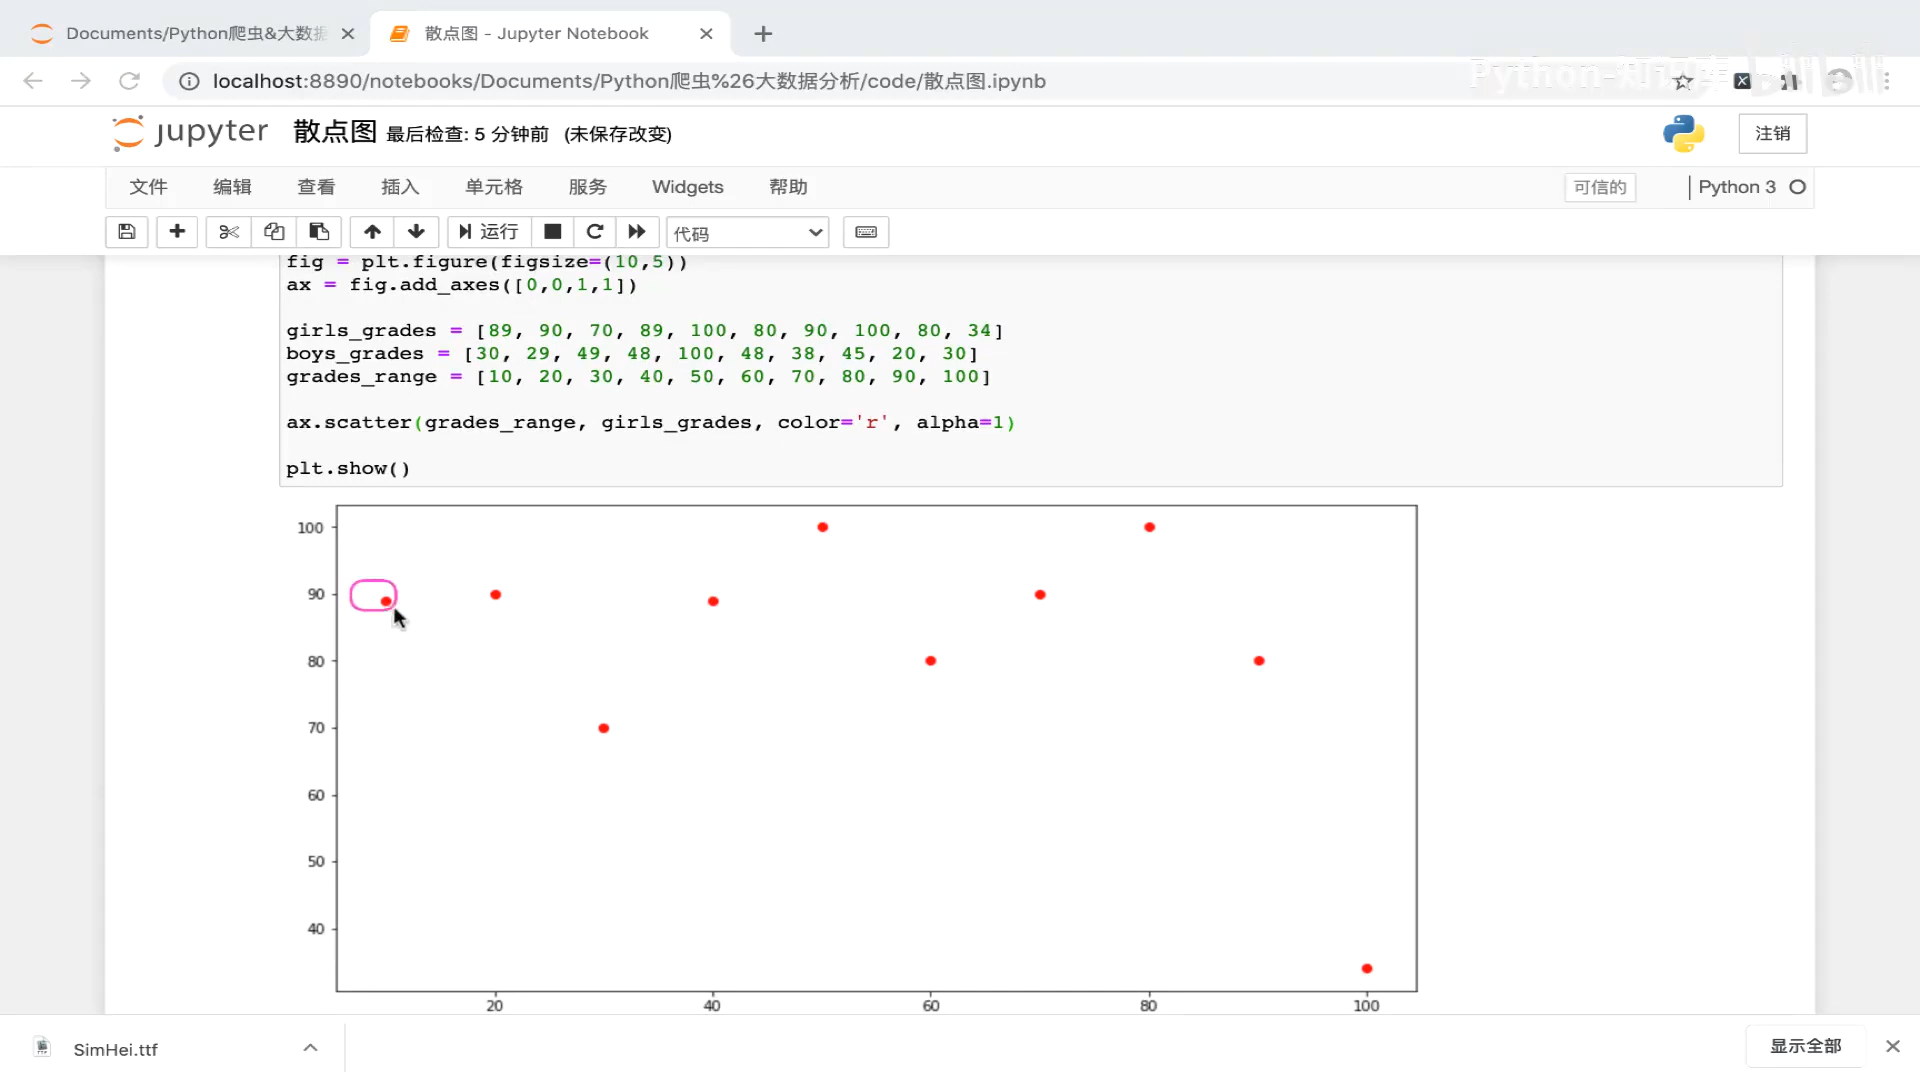 Documents/Python爬虫&大数据
散点图 - Jupyter Notebook
localhost:8890/notebooks/Documents/Python爬虫%26大数据分析/code/散点图.ipynb
Python-知识库
bilibili
jupyter 散点图 最后检查: 5 分钟前 (未保存改变)
注销
文件 编辑 查看 插入 单元格 服务 Widgets 帮助
可信的
Python 3
运行
代码
fig = plt.figure(figsize=(10,5))
ax = fig.add_axes([0,0,1,1])
girls_grades = [89, 90, 70, 89, 100, 80, 90, 100, 80, 34]
boys_grades = [30, 29, 49, 48, 100, 48, 38, 45, 20, 30]
grades_range = [10, 20, 30, 40, 50, 60, 70, 80, 90, 100]
ax.scatter(grades_range, girls_grades, color='r', alpha=1)
plt.show()
100
90
80
70
60
50
40
20 40 60 80 100
SimHei.ttf
显示全部